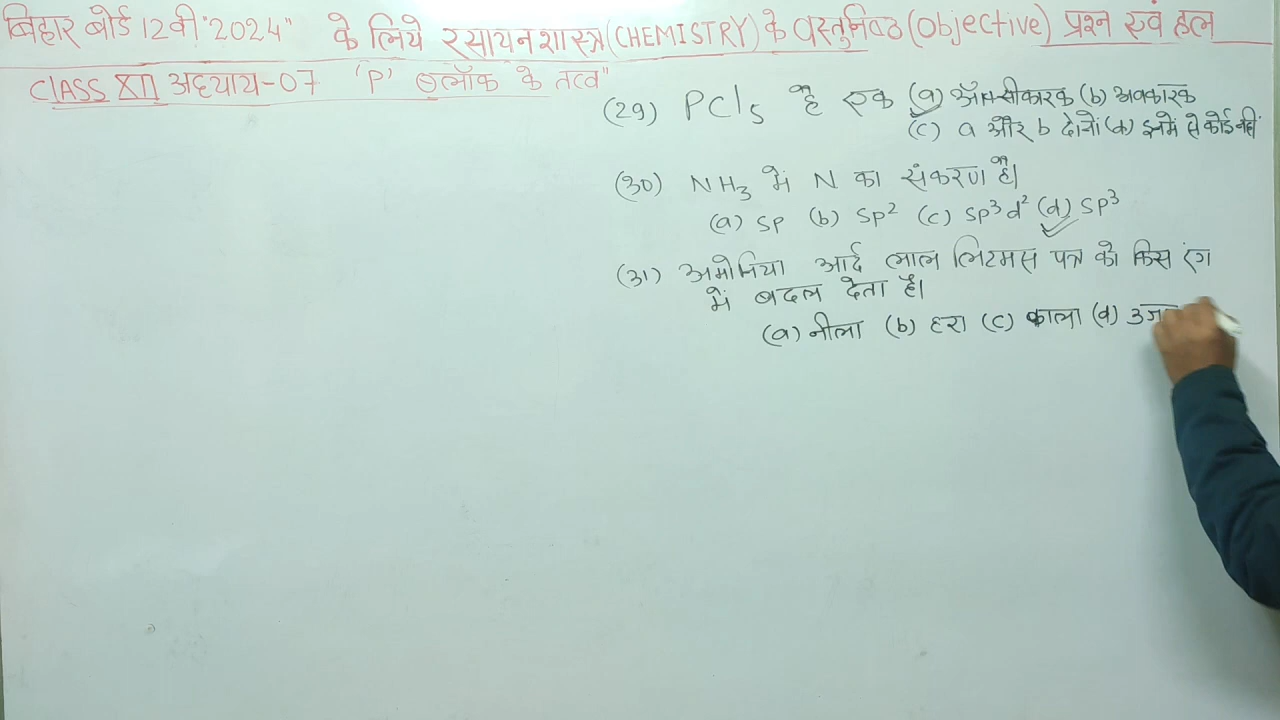 बिहार बोर्ड 12वी "2024" के लिये रसायनशास्त्र (CHEMISTRY) के वस्तुनिष्ठ (Objective) प्रश्न एवं हल
CLASS XII अध्याय-07 'P' ब्लॉक के तत्व"
(29) PCl5 है एक (a) ऑक्सीकारक (b) अवकारक
(c) a और b दोनों (d) इनमें से कोई नहीं
(30) NH3 में N का संकरण है।
(a) sp (b) sp2 (c) sp3d2 (d) sp3
(31) अमोनिया आर्द्र लाल लिटमस पत्र को किस रंग
में बदल देता है।
(a) नीला (b) हरा (c) काला (d)